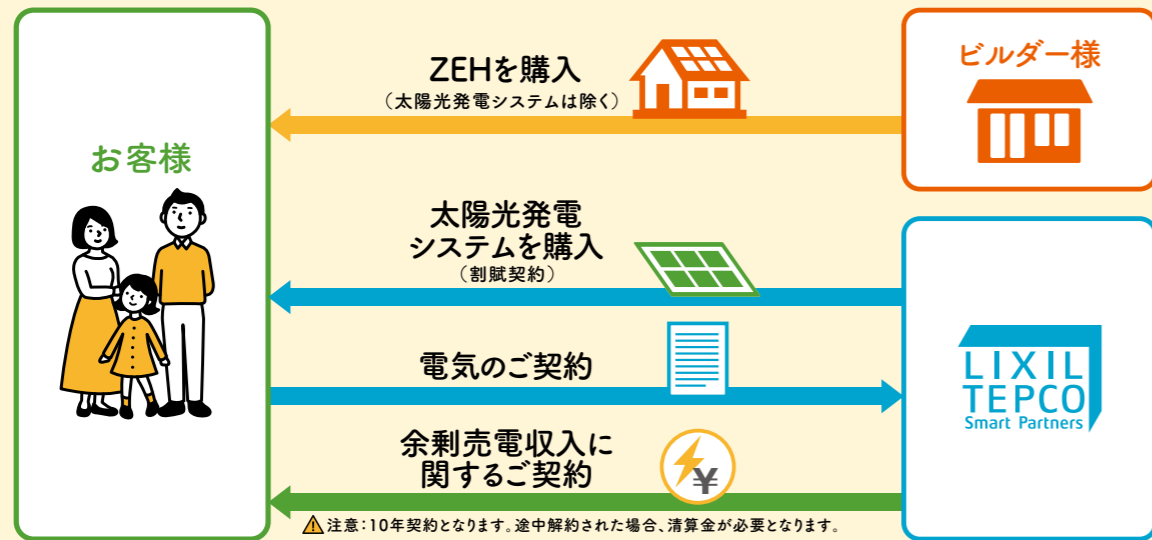 お客様
ZEHを購入
（太陽光発電システムは除く）
ビルダー様
太陽光発電
システムを購入
（割賦契約）
電気のご契約
余剰売電収入に
関するご契約
¥
注意：10年契約となります。途中解約された場合、清算金が必要となります。
LIXIL
TEPCO
Smart Partners